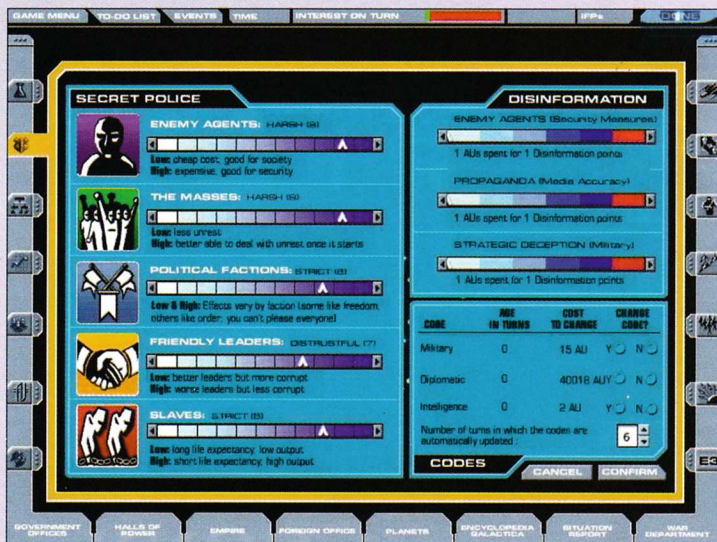 GAME MENU TO-DO LIST EVENTS TIME INTEREST ON TURN IFPs DONE
SECRET POLICE
ENEMY AGENTS: HARSH (9)
Low: cheap cost, good for society
High: expensive, good for security
THE MASSES: HARSH (9)
Low: less unrest
High: better able to deal with unrest once it starts
POLITICAL FACTIONS: STRICT (8)
Low & High: Effects vary by faction (some like freedom,
others like order; you can't please everyone)
FRIENDLY LEADERS: DISTRUSTFUL (7)
Low: better leaders but more corrupt
High: worse leaders but less corrupt
SLAVES: STRICT (8)
Low: long life expectancy, low output
High: short life expectancy, high output
DISINFORMATION
ENEMY AGENTS (Security Measures)
1 AUs spent for 1 Disinformation points
PROPAGANDA (Media Accuracy)
1 AUs spent for 1 Disinformation points
STRATEGIC DECEPTION (Military)
1 AUs spent for 1 Disinformation points
CODE AGE IN TURNS COST TO CHANGE CHANGE CODE?
Military 0 15 AU Y N
Diplomatic 0 40018 AU Y N
Intelligence 0 2 AU Y N
Number of turns in which the codes are
automatically updated : 6
CODES
CANCEL CONFIRM
GOVERNMENT OFFICES HALLS OF POWER EMPIRE FOREIGN OFFICE PLANETS ENCYCLOPEDIA GALACTICA SITUATION REPORT WAR DEPARTMENT